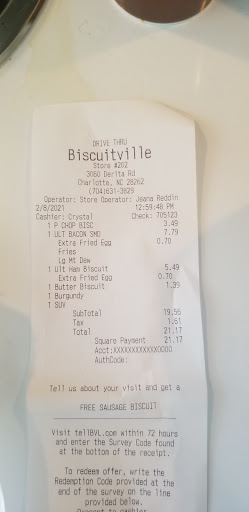 DRIVE THRU
Biscuitville
Store #202
3060 Derita Rd
Charlotte, NC 28262
(704)631-3829
Operator: Store Operator: Jeana Reddin
2/8/2021 12:59:48 PM
Cashier: Crystal Check: 705123
1 P CHOP BISC 3.49
1 ULT BACON SMD 7.79
Extra Fried Egg 0.70
Fries
Lg Mt Dew
1 Ult Ham Biscuit 5.49
Extra Fried Egg 0.70
1 Butter Biscuit 1.39
1 Burgundy
1 SUV
SubTotal 19.56
Tax 1.61
Total 21.17
Square Payment 21.17
Acct:XXXXXXXXXXXX0000
AuthCode:
Tell us about your visit and get a
FREE SAUSAGE BISCUIT
Visit tellBVL.com within 72 hours
and enter the Survey Code found
at the bottom of the receipt.
To redeem offer, write the
Redemption Code provided at the
end of the survey on the line
provided below.
Present to cashier